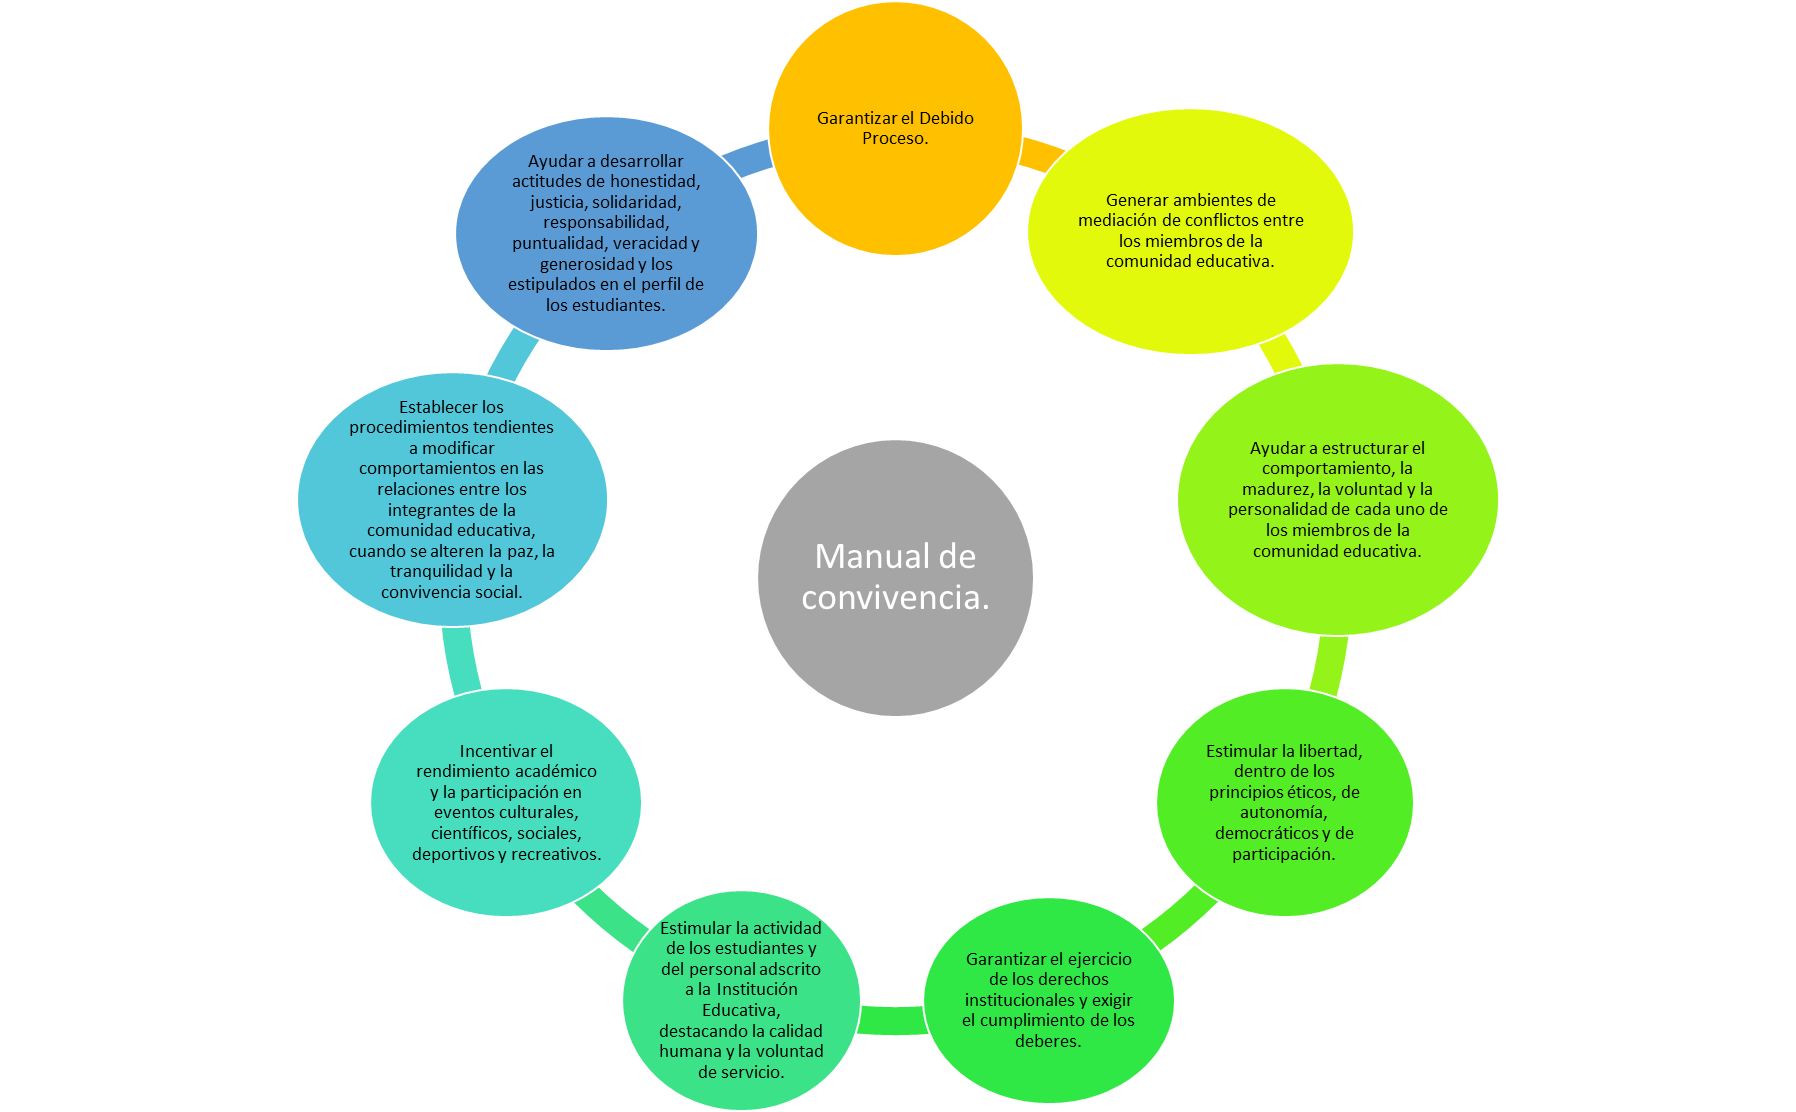 Garantizar el Debido
Proceso.
Generar ambientes de
mediación de conflictos entre
los miembros de la
comunidad educativa.
Ayudar a estructurar el
comportamiento, la
madurez, la voluntad y la
personalidad de cada uno de
los miembros de la
comunidad educativa.
Estimular la libertad,
dentro de los
principios éticos, de
autonomía,
democráticos y de
participación.
Garantizar el ejercicio
de los derechos
institucionales y exigir
el cumplimiento de los
deberes.
Estimular la actividad
de los estudiantes y
del personal adscrito
a la Institución
Educativa,
destacando la calidad
humana y la voluntad
de servicio.
Incentivar el
rendimiento académico
y la participación en
eventos culturales,
científicos, sociales,
deportivos y recreativos.
Establecer los
procedimientos tendientes
a modificar
comportamientos en las
relaciones entre los
integrantes de la
comunidad educativa,
cuando se alteren la paz, la
tranquilidad y la
convivencia social.
Ayudar a desarrollar
actitudes de honestidad,
justicia, solidaridad,
responsabilidad,
puntualidad, veracidad y
generosidad y los
estipulados en el perfil de
los estudiantes.
Manual de
convivencia.